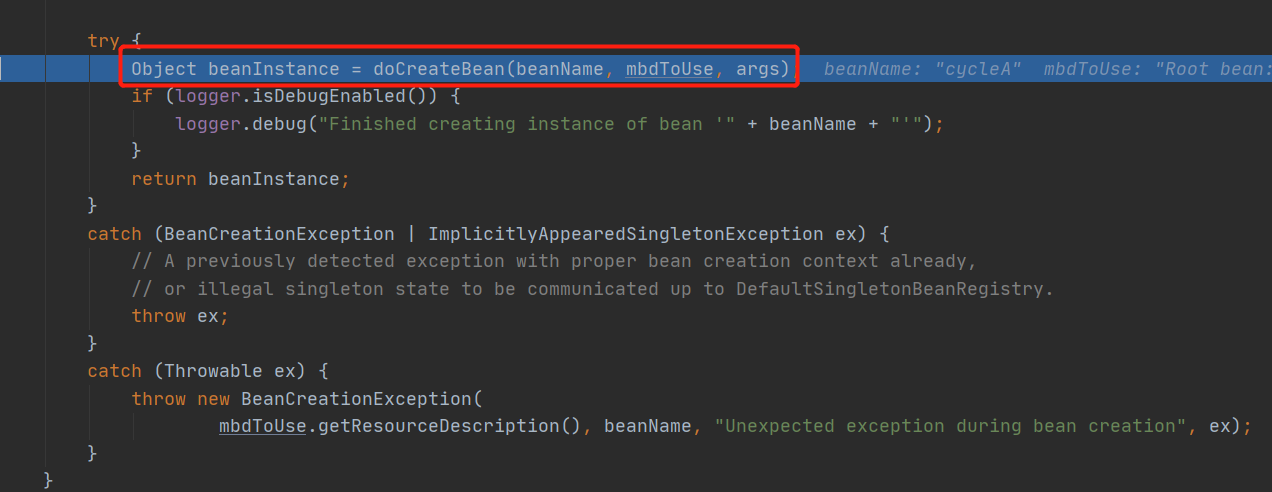 try {
Object beanInstance = doCreateBean(beanName, mbdToUse, args); beanName: "cycleA" mbdToUse: "Root bean:
if (logger.isDebugEnabled()) {
logger.debug("Finished creating instance of bean '" + beanName + "'");
}
return beanInstance;
}
catch (BeanCreationException | ImplicitlyAppearedSingletonException ex) {
// A previously detected exception with proper bean creation context already,
// or illegal singleton state to be communicated up to DefaultSingletonBeanRegistry.
throw ex;
}
catch (Throwable ex) {
throw new BeanCreationException(
mbdToUse.getResourceDescription(), beanName, "Unexpected exception during bean creation", ex);
}
}